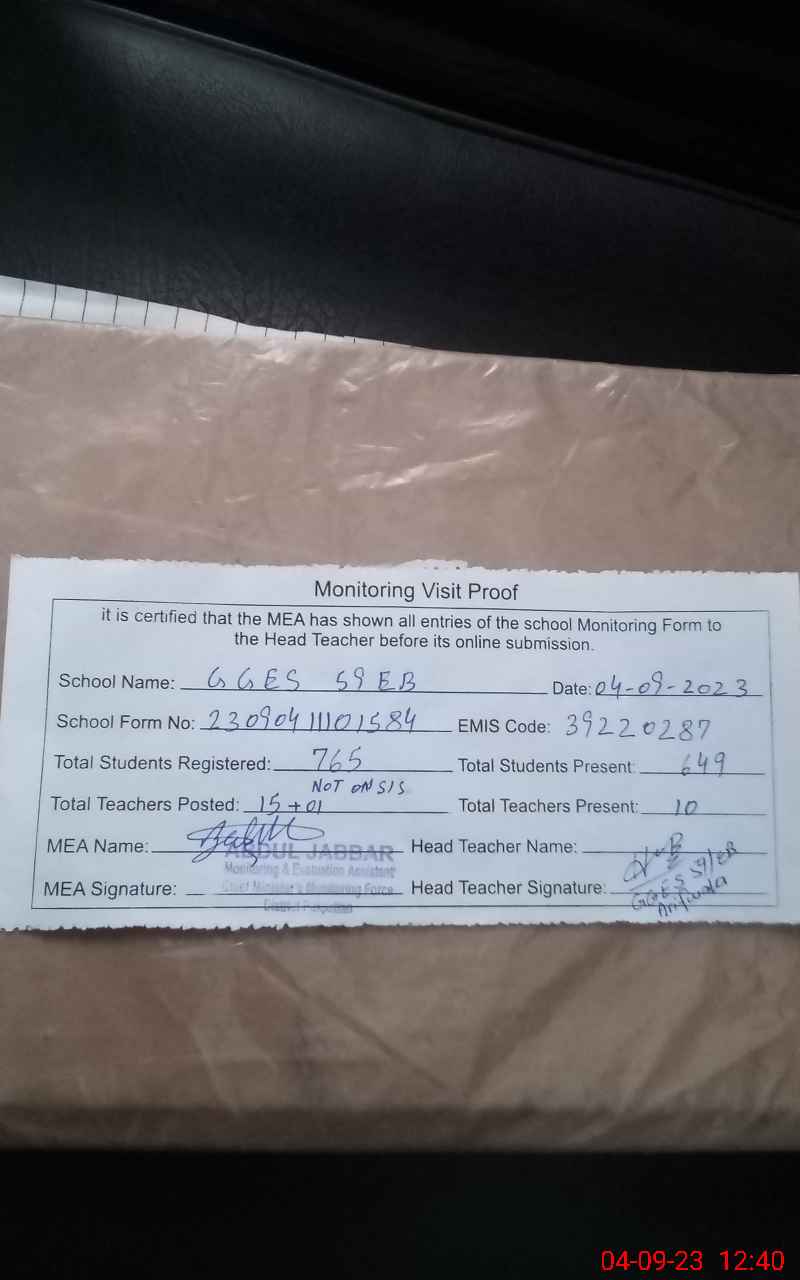 Monitoring Visit Proof
it is certified that the MEA has shown all entries of the school Monitoring Form to
the Head Teacher before its online submission.
School Name: GGES 59 EB Date: 04-09-2023
School Form No: 23090411101584 EMIS Code: 39220287
Total Students Registered: 765 Total Students Present: 649
NOT ON SIS
Total Teachers Posted: 15+01 Total Teachers Present: 10
MEA Name: Head Teacher Name:
ABDUL JABBAR
Monitoring & Evaluation Assistant
MEA Signature: Chief Minister's Monitoring Force Head Teacher Signature:
District Pakpattan
GGES 59/EB
Arifwala
04-09-23 12:40